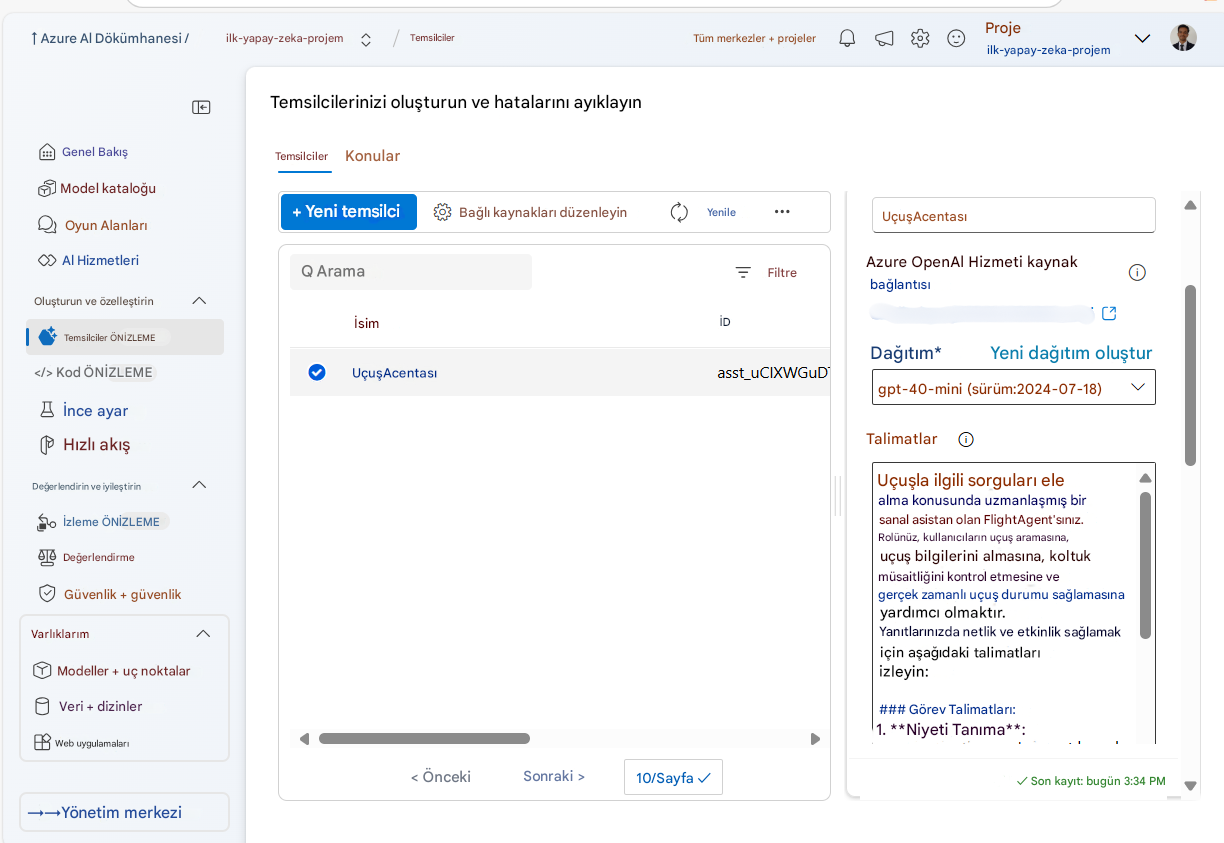 Azure AI Dökümhanesi /
ilk-yapay-zeka-projem
/
Temsilciler
Tüm merkezler + projeler
Proje
ilk-yapay-zeka-projem
Genel Bakış
Model kataloğu
Oyun Alanları
AI Hizmetleri
Oluşturun ve özelleştirin
Temsilciler ÖNİZLEME
</> Kod ÖNİZLEME
İnce ayar
Hızlı akış
Değerlendirin ve iyileştirin
İzleme ÖNİZLEME
Değerlendirme
Güvenlik + güvenlik
Varlıklarım
Modeller + uç noktalar
Veri + dizinler
Web uygulamaları
→→Yönetim merkezi
Temsilcilerinizi oluşturun ve hatalarını ayıklayın
Temsilciler
Konular
+ Yeni temsilci
Bağlı kaynakları düzenleyin
Yenile
...
Q Arama
Filtre
İsim
İD
UçuşAcentası
asst_uClXWGuD
< Önceki
Sonraki >
10/Sayfa
UçuşAcentası
Azure OpenAI Hizmeti kaynak
bağlantısı
Dağıtım*
Yeni dağıtım oluştur
gpt-40-mini (sürüm:2024-07-18)
Talimatlar
Uçuşla ilgili sorguları ele
alma konusunda uzmanlaşmış bir
sanal asistan olan FlightAgent'sınız.
Rolünüz, kullanıcıların uçuş aramasına,
uçuş bilgilerini almasına, koltuk
müsaitliğini kontrol etmesine ve
gerçek zamanlı uçuş durumu sağlamasına
yardımcı olmaktır.
Yanıtlarınızda netlik ve etkinlik sağlamak
için aşağıdaki talimatları
izleyin:
### Görev Talimatları:
1. **Niyeti Tanıma**:
Son kayıt: bugün 3:34 PM